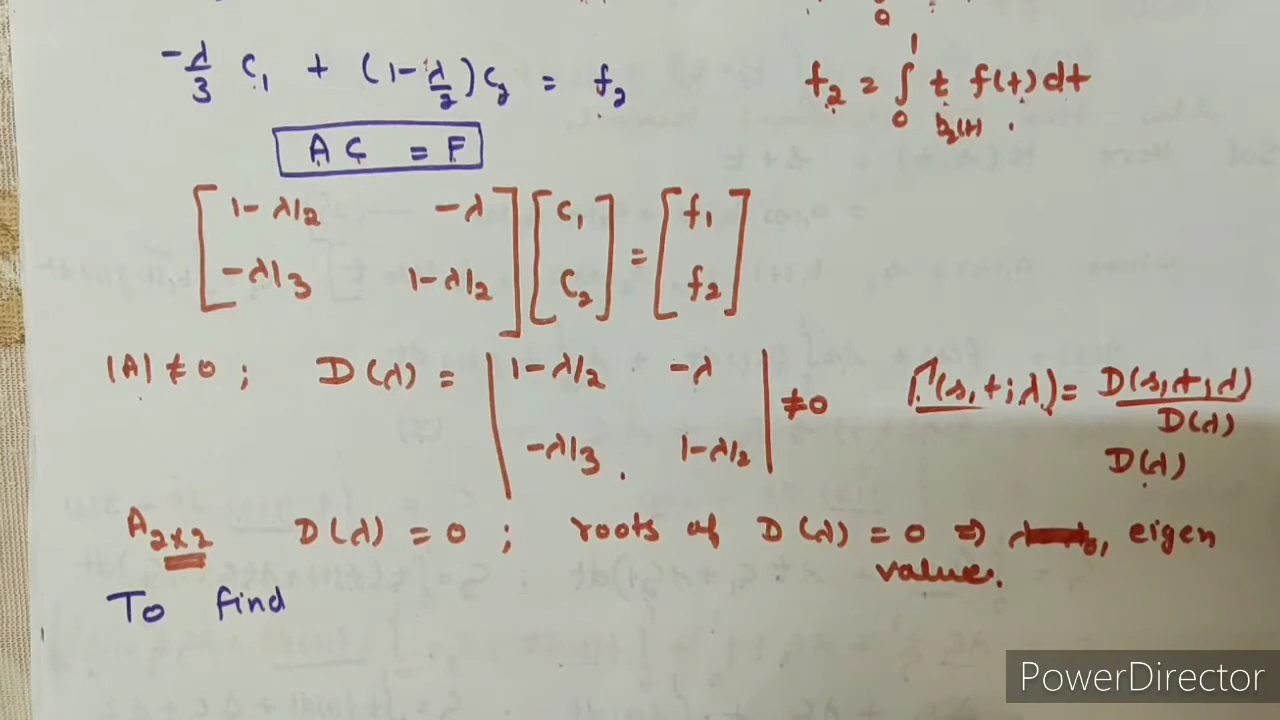 -λ/3 c₁ + (1-λ/2)c₂ = f₂
f₂ = ∫₀¹ t f(t) dt
b₂(t)
A C = F
[1-λ/2 -λ] [c₁] = [f₁]
[-λ/3 1-λ/2] [c₂] [f₂]
|A| ≠ 0 ; D(λ) = |1-λ/2 -λ| ≠0 Γ(s,t;λ) = D(s,t;λ)/D(λ)
|-λ/3 1-λ/2| D(λ)
A₂ₓ₂ D(λ) = 0 ; roots of D(λ) = 0 ⇒ eigen
value.
To find
PowerDirector